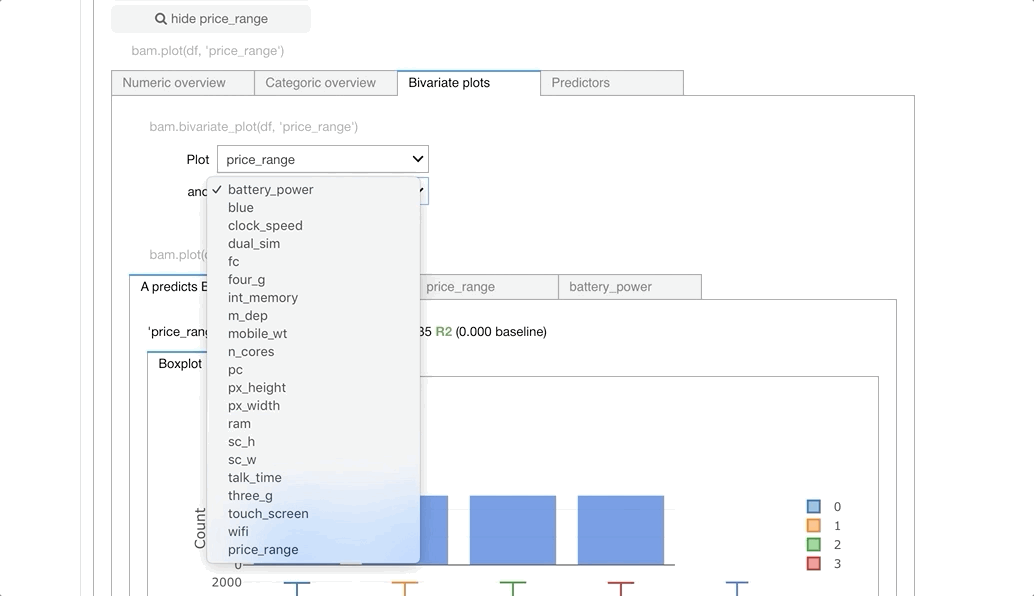 hide price_range
bam.plot(df, 'price_range')
Numeric overview Categoric overview Bivariate plots Predictors
bam.bivariate_plot(df, 'price_range')
Plot price_range
battery_power
blue
clock_speed
dual_sim
bam.plot(
fc
four_g
A predicts price_range battery_power
int_memory
m_dep
'price_ 35 R2 (0.000 baseline)
mobile_wt
n_cores
Boxplot
pc
px_height
px_width
ram
sc_h
sc_w
talk_time
three_g
touch_screen
wifi
price_range
Count
0
2000
0
1
2
3